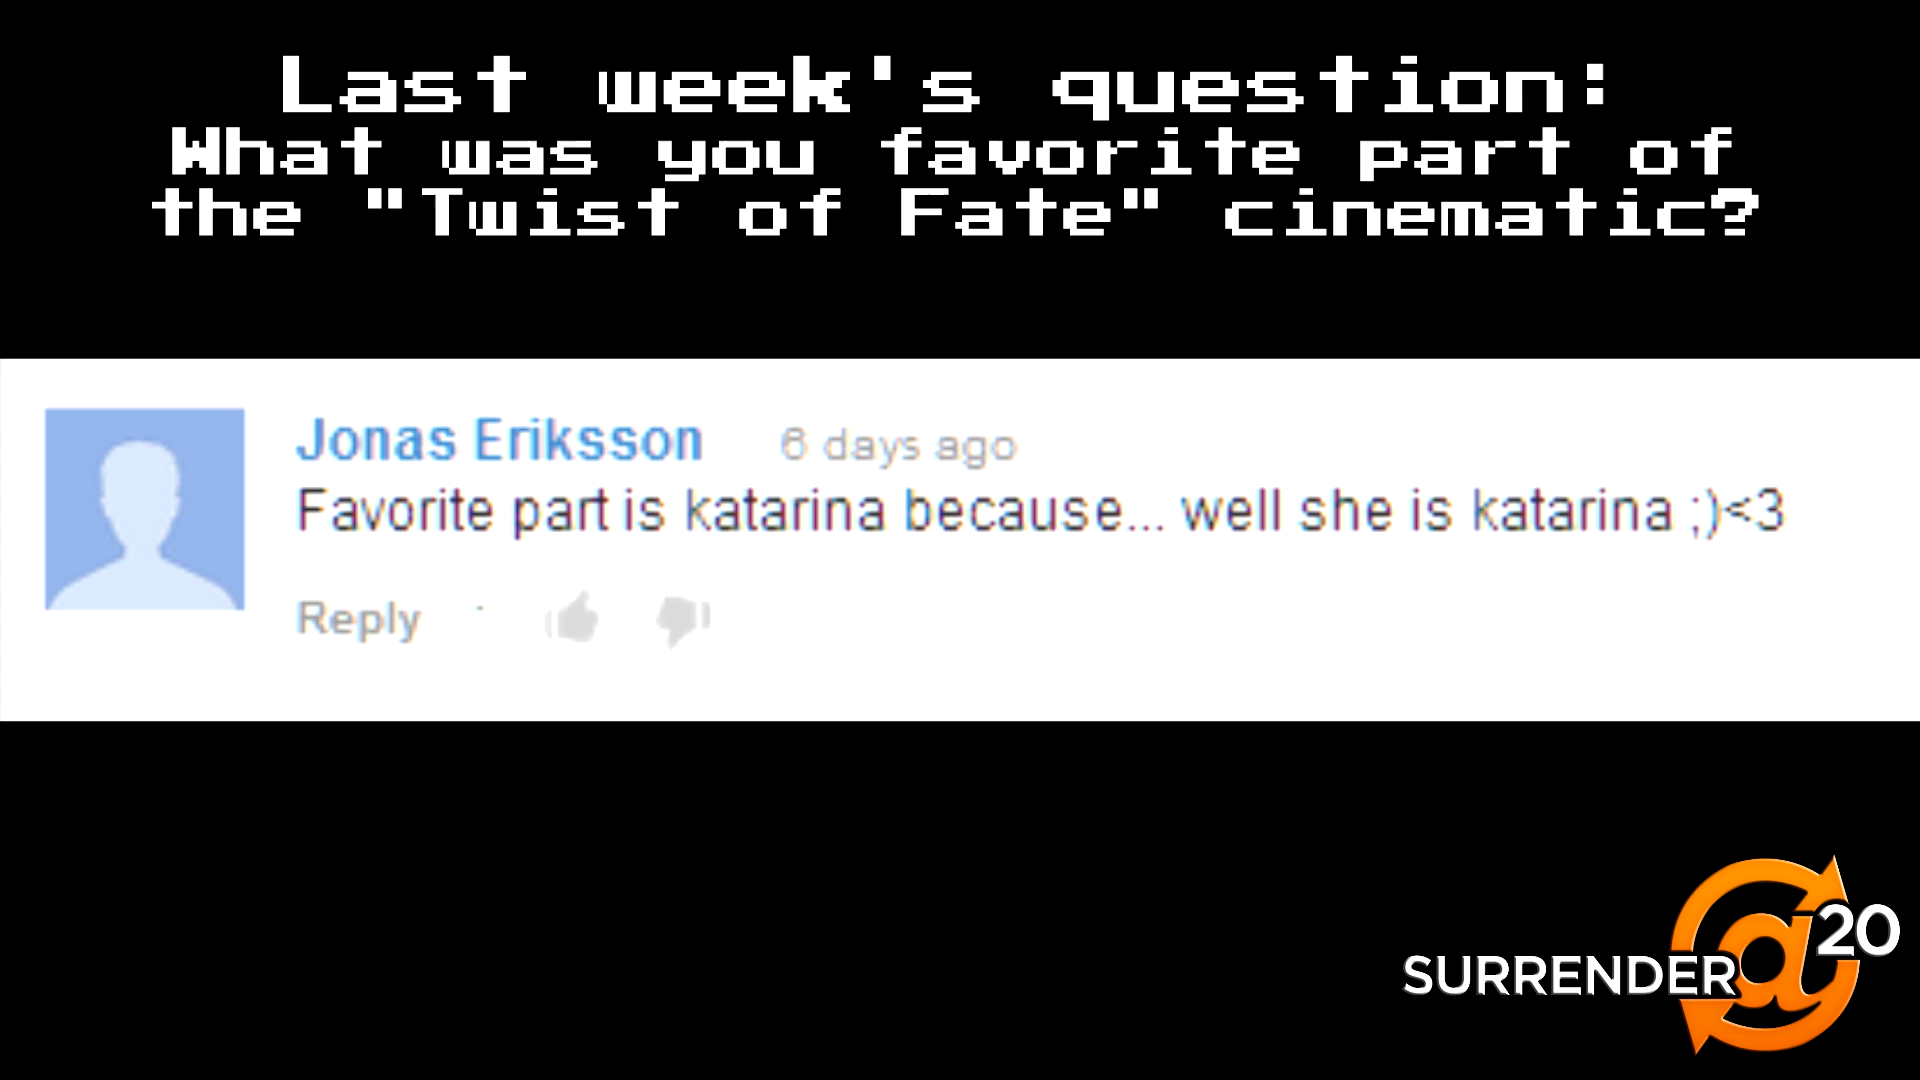 Last week's question:
What was you favorite part of
the "Twist of Fate" cinematic?
Jonas Eriksson 6 days ago
Favorite part is katarina because... well she is katarina ;)<3
Reply
SURRENDER@20